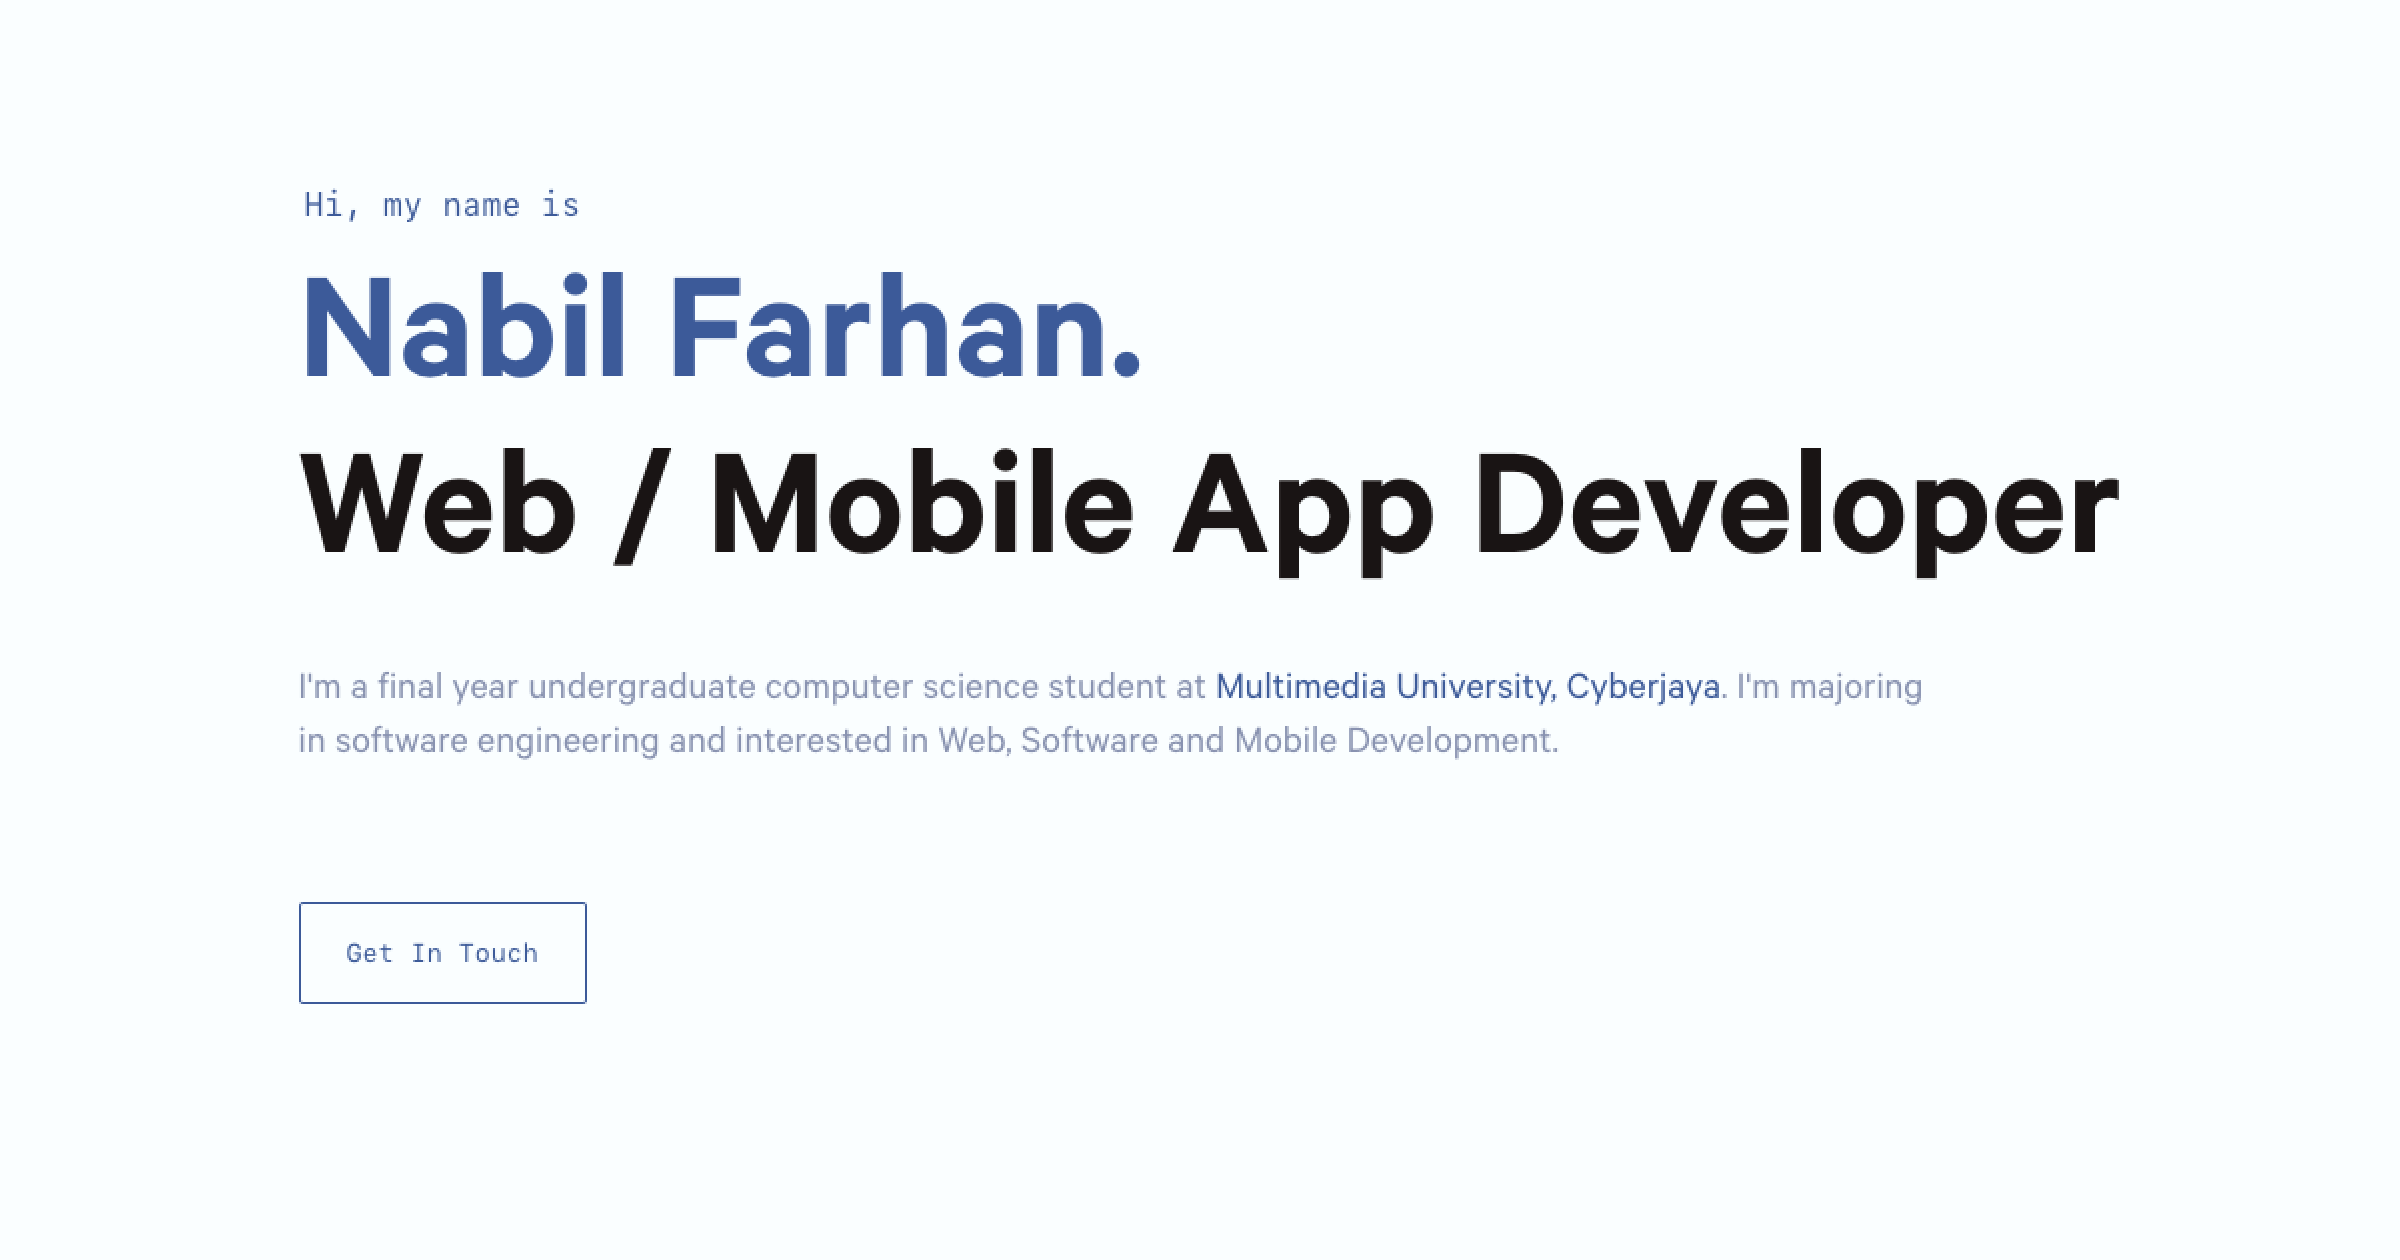 Hi, my name is
Nabil Farhan.
Web / Mobile App Developer
I'm a final year undergraduate computer science student at Multimedia University, Cyberjaya. I'm majoring
in software engineering and interested in Web, Software and Mobile Development.
Get In Touch